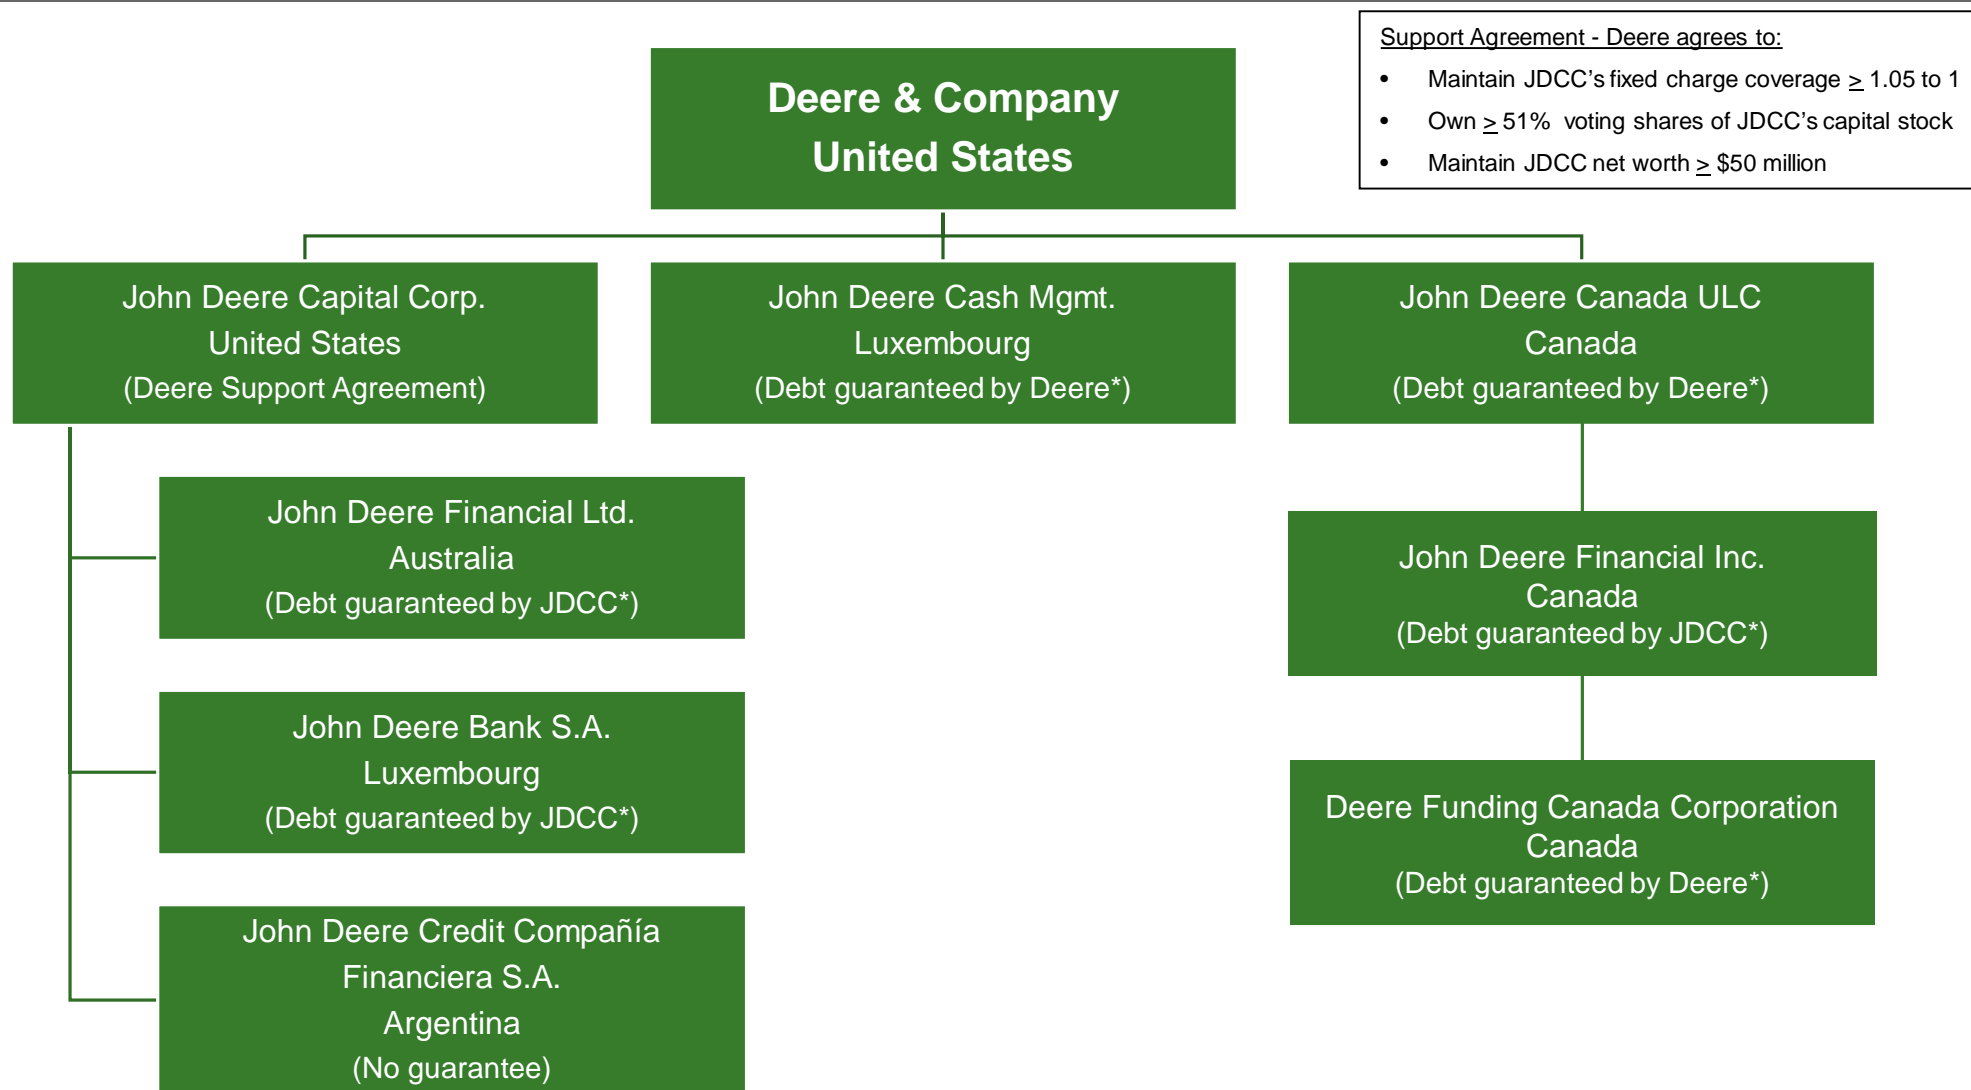 Support Agreement - Deere agrees to:
• Maintain JDCC's fixed charge coverage ≥ 1.05 to 1
• Own ≥ 51% voting shares of JDCC's capital stock
• Maintain JDCC net worth ≥ $50 million
Deere & Company
United States
John Deere Capital Corp.
United States
(Deere Support Agreement)
John Deere Cash Mgmt.
Luxembourg
(Debt guaranteed by Deere*)
John Deere Canada ULC
Canada
(Debt guaranteed by Deere*)
John Deere Financial Ltd.
Australia
(Debt guaranteed by JDCC*)
John Deere Financial Inc.
Canada
(Debt guaranteed by JDCC*)
John Deere Bank S.A.
Luxembourg
(Debt guaranteed by JDCC*)
Deere Funding Canada Corporation
Canada
(Debt guaranteed by Deere*)
John Deere Credit Compañía
Financiera S.A.
Argentina
(No guarantee)